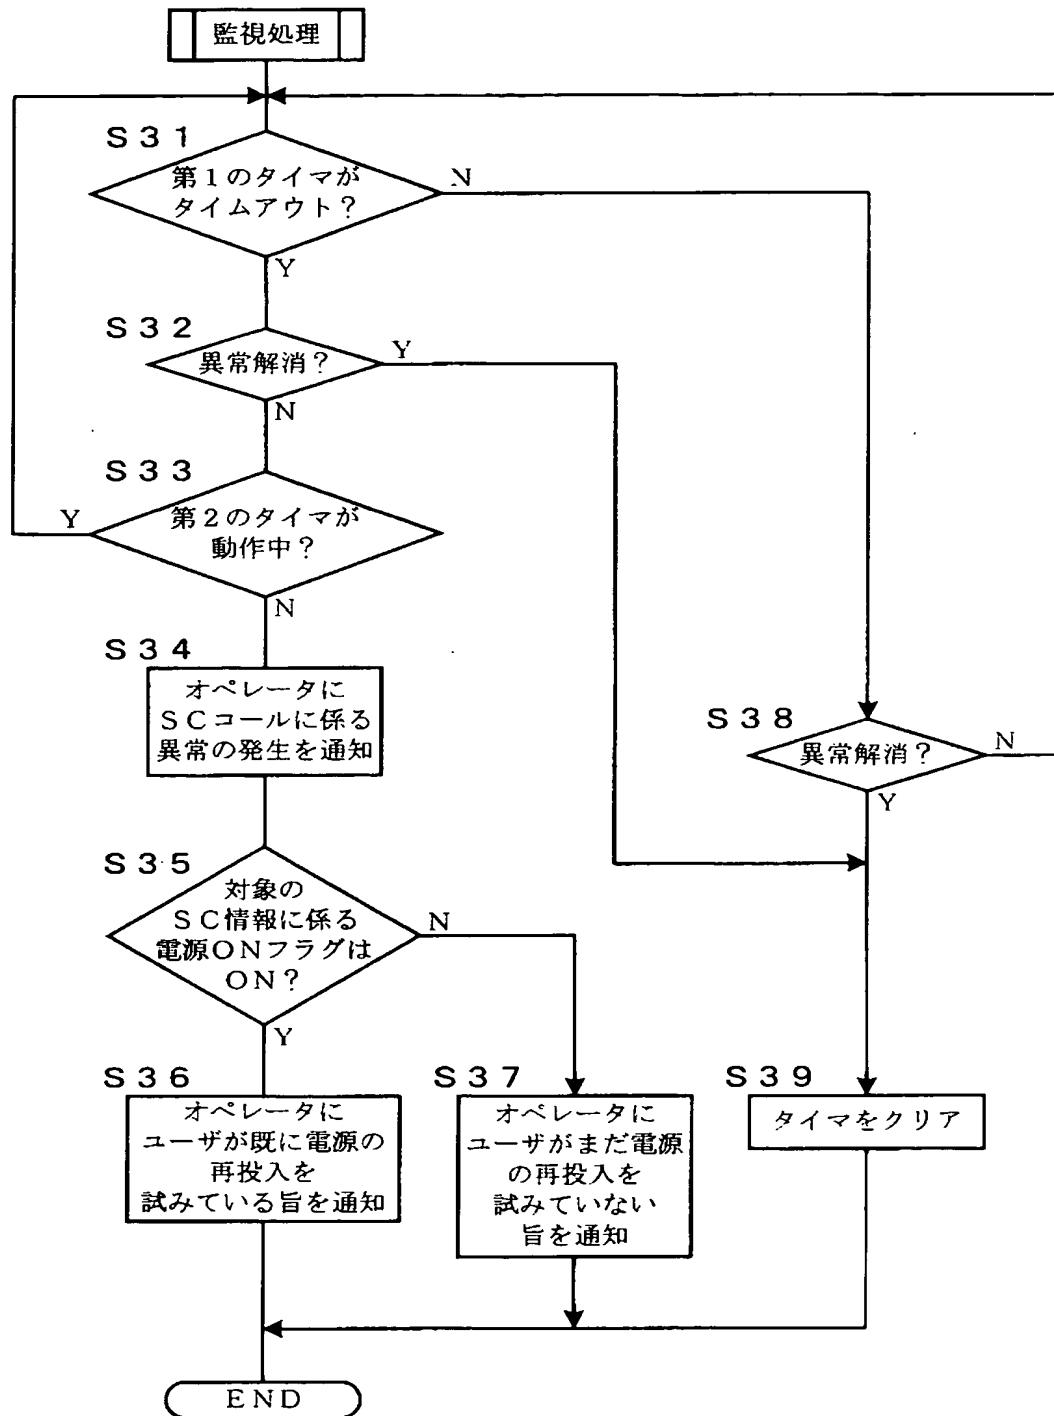 監視処理
S31
第1のタイマが
タイムアウト?
N
Y
S32
異常解消?
Y
N
S33
第2のタイマが
動作中?
Y
N
S34
オペレータに
SCコールに係る
異常の発生を通知
S38
異常解消?
N
Y
S35
対象の
SC情報に係る
電源ONフラグは
ON?
N
Y
S36
オペレータに
ユーザが既に電源の
再投入を
試みている旨を通知
S37
オペレータに
ユーザがまだ電源
の再投入を
試みていない
旨を通知
S39
タイマをクリア
END